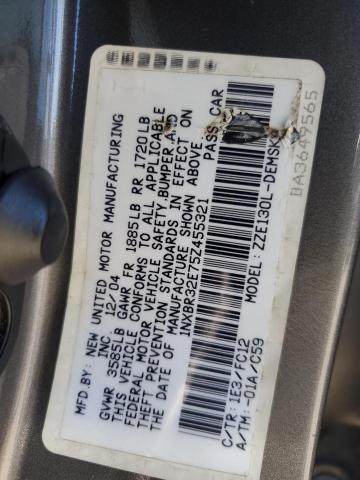 MFD.BY: NEW UNITED MOTOR MANUFACTURING
INC 12/04
GVWR 3585LB GAWR FR 1885LB RR 1720LB
THIS VEHICLE CONFORMS TO ALL APPLICABLE
FEDERAL MOTOR VEHICLE SAFETY,BUMPER,AND
THEFT PREVENTION STANDARDS IN EFFECT ON
THE DATE OF MANUFACTURE SHOWN ABOVE.
1NXBR32E75Z455321 PASS.CAR
C/TR: 1E3/FC12 MODEL: ZZE130L-DEMSK
A/TM: -01A/C59
BA3649565